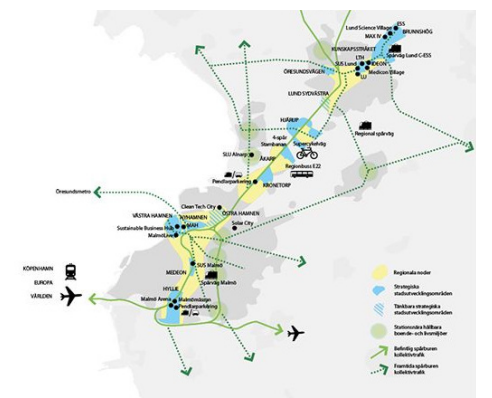 ESS
Lund Science Village
BRUNNSHÖG
MAX IV
KUNSKAPSSTRÅKET
Spårväg Lund C-ESS
LTH
SUS Lund
IDEON
Medicon Village
LU
ÖRESUNDSVÄGEN
LUND SYDVÄSTRA
HJÄRUP
4-spår
Stambanan
Supercykelväg
Regional spårväg
SLU Alnarp
ÅKARP
Regionbuss E22
Pendlarparkering
KRONETORP
Öresundsmetro
Clean Tech City
ÖSTRA HAMNEN
VÄSTRA HAMNEN
NYHAMNEN
Sustainable Business Hub
MAH
Malmö Live
Solar City
SUS Malmö
MEDEON
Spårväg Malmö
KÖPENHAMN
EUROPA
VÄRLDEN
HYLLIE
Malmö Arena
Malmömässan
Pendlarparkering
Regionala noder
Strategiska
stadsutvecklingsområden
Tänkbara strategiska
stadsutvecklingsområden
Stationsnära hållbara
boende- och livsmiljöer
Befintlig spårburen
kollektivtrafik
Framtida spårburen
kollektivtrafik